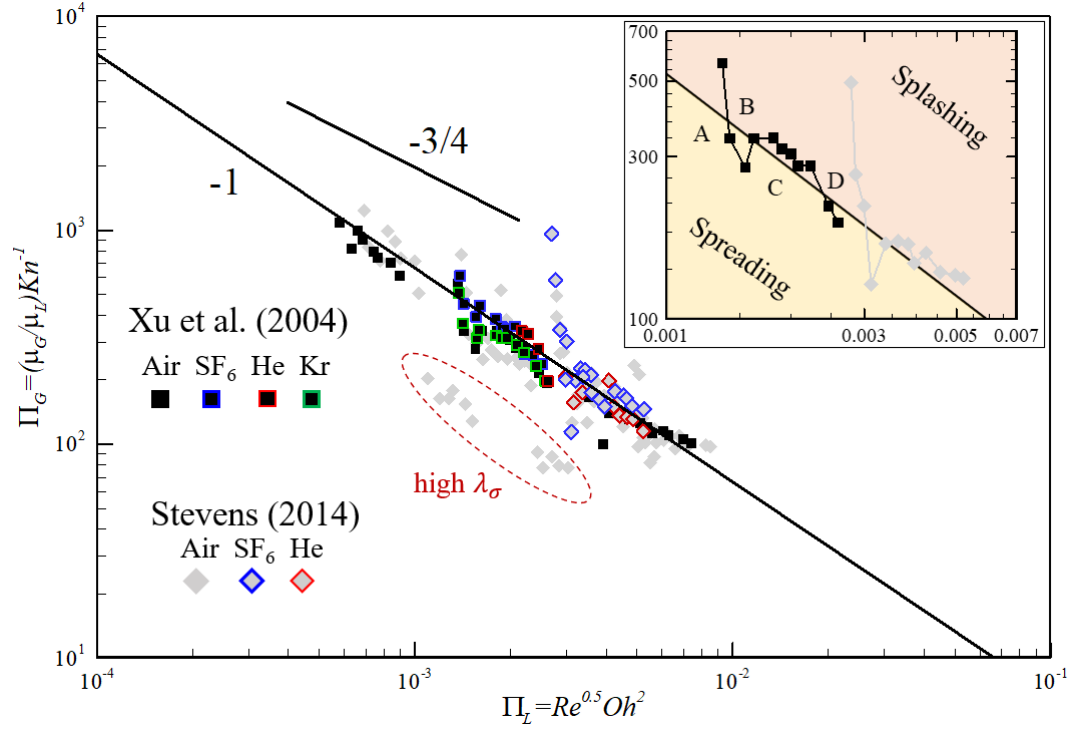 10⁴
10³
10²
10¹
Π_G=(μ_G/μ_L)Kn⁻¹
-1
-3/4
Xu et al. (2004)
Air SF₆ He Kr
high λ_σ
Stevens (2014)
Air SF₆ He
10⁻⁴ 10⁻³ 10⁻² 10⁻¹
Π_L=Re^0.5Oh²
700
500
300
100
A
B
C
D
Splashing
Spreading
0.001 0.003 0.005 0.007